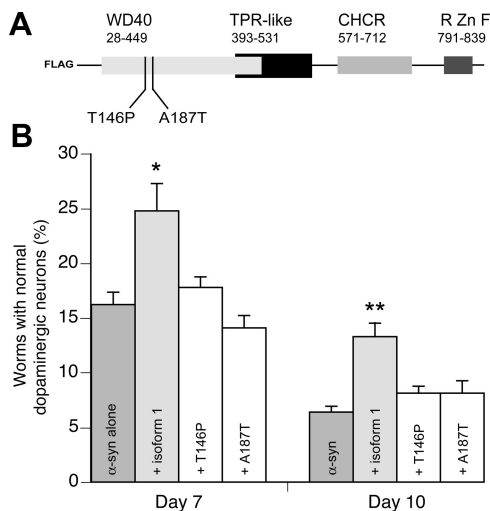 A
WD40 TPR-like CHCR R Zn F
28-449 393-531 571-712 791-839
FLAG
T146P A187T
B
30
25
20
15
10
5
0
Worms with normal
dopaminergic neurons (%)
*
**
α-syn alone
+ isoform 1
+ T146P
+ A187T
α-syn
+ isoform 1
+ T146P
+ A187T
Day 7 Day 10